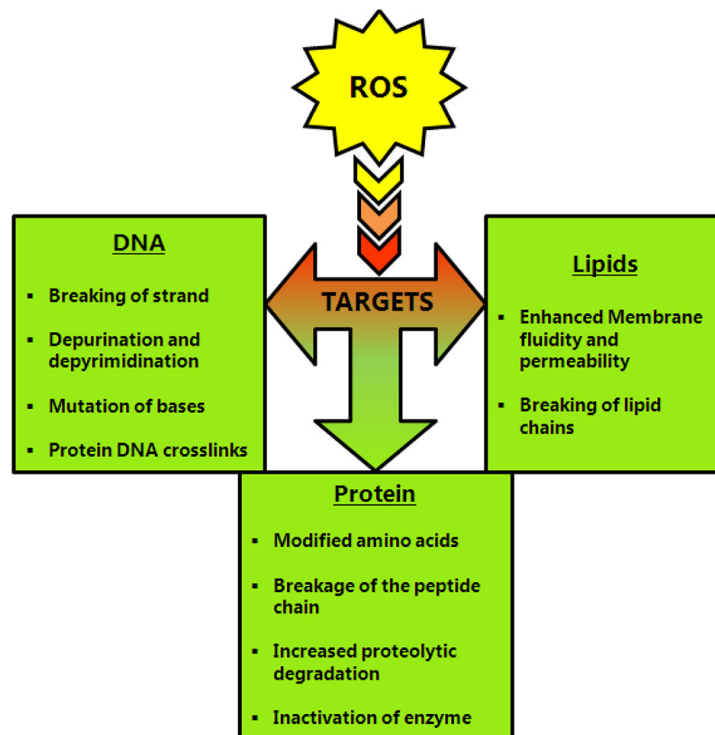 ROS
TARGETS
DNA
▪ Breaking of strand
▪ Depurination and
depyrimidination
▪ Mutation of bases
▪ Protein DNA crosslinks
Lipids
▪ Enhanced Membrane
fluidity and
permeability
▪ Breaking of lipid
chains
Protein
▪ Modified amino acids
▪ Breakage of the peptide
chain
▪ Increased proteolytic
degradation
▪ Inactivation of enzyme